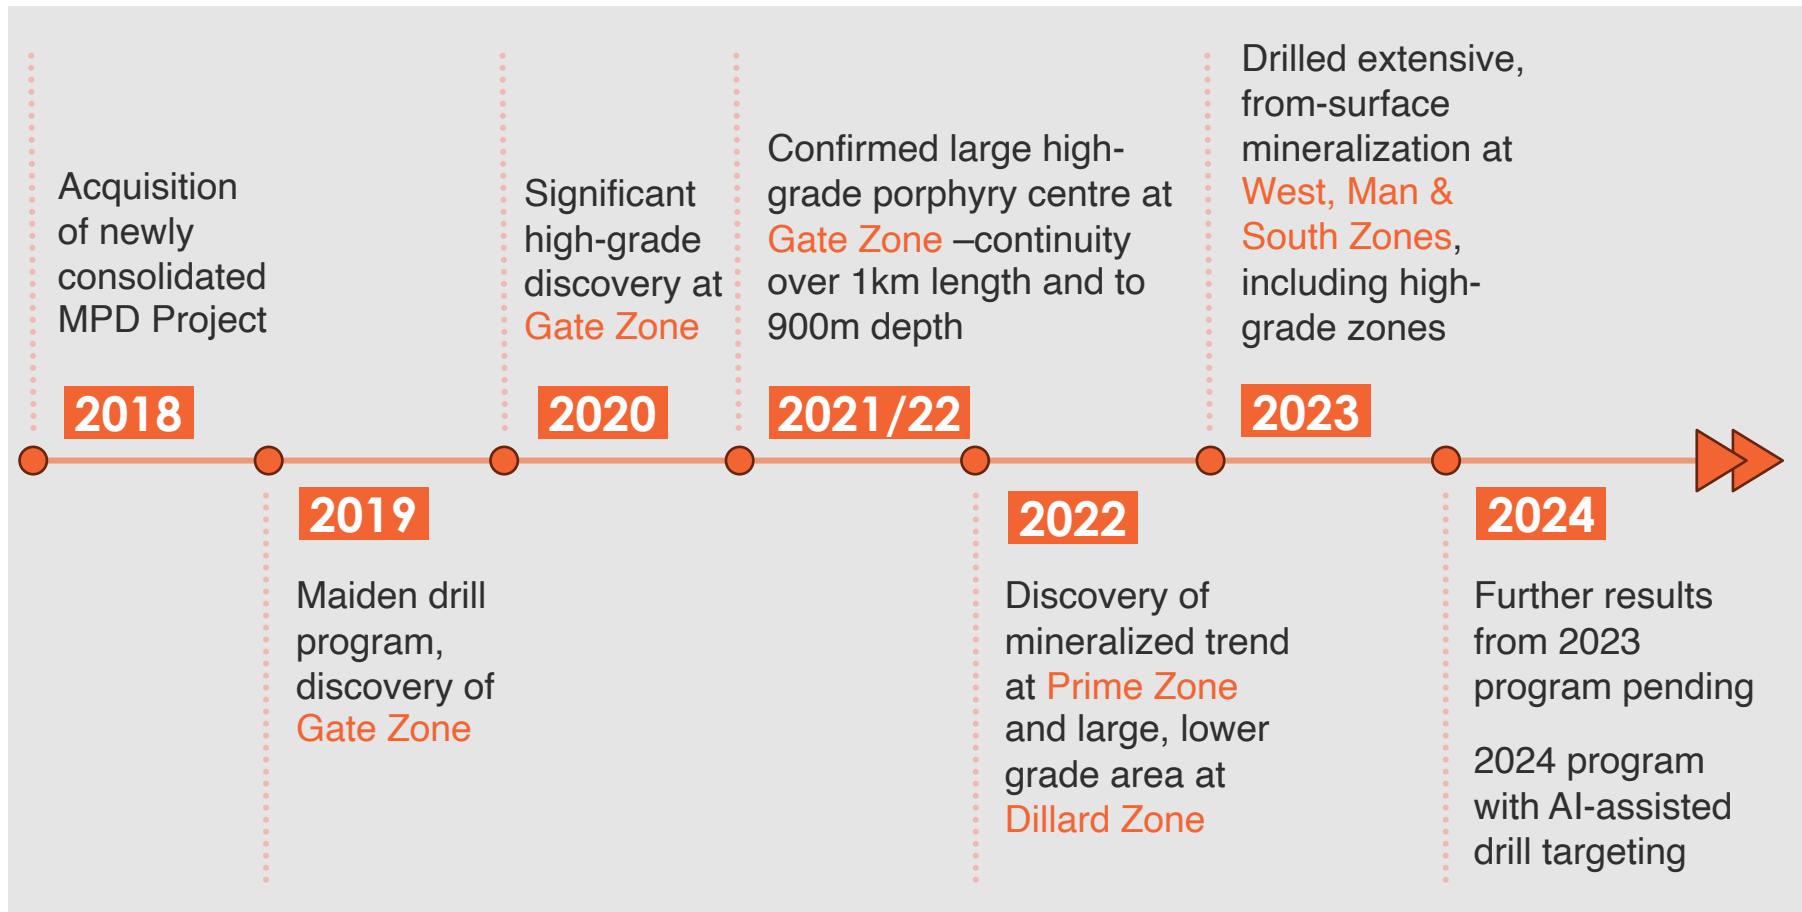 Acquisition
of newly
consolidated
MPD Project
2018
2019
Maiden drill
program,
discovery of
Gate Zone
Significant
high-grade
discovery at
Gate Zone
2020
Confirmed large high-
grade porphyry centre at
Gate Zone –continuity
over 1km length and to
900m depth
2021/22
2022
Discovery of
mineralized trend
at Prime Zone
and large, lower
grade area at
Dillard Zone
Drilled extensive,
from-surface
mineralization at
West, Man &
South Zones,
including high-
grade zones
2023
2024
Further results
from 2023
program pending
2024 program
with AI-assisted
drill targeting